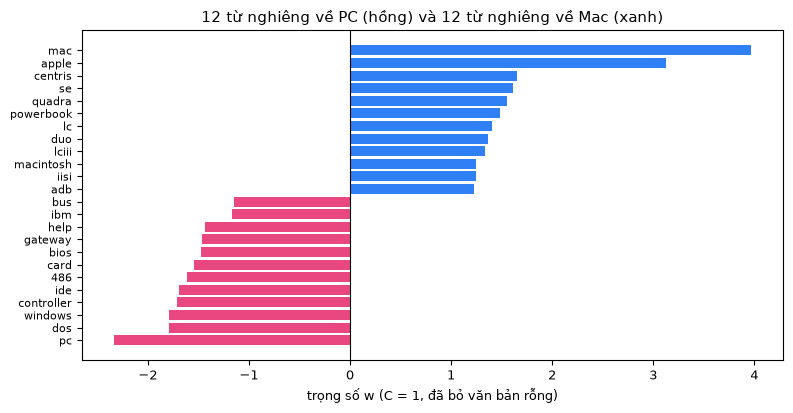 12 từ nghiêng về PC (hồng) và 12 từ nghiêng về Mac (xanh)
mac
apple
centris
se
quadra
powerbook
lc
duo
lciii
macintosh
iisi
adb
bus
ibm
help
gateway
bios
card
486
ide
controller
windows
dos
pc
−2 −1 0 1 2 3 4
trọng số w (C = 1, đã bỏ văn bản rỗng)